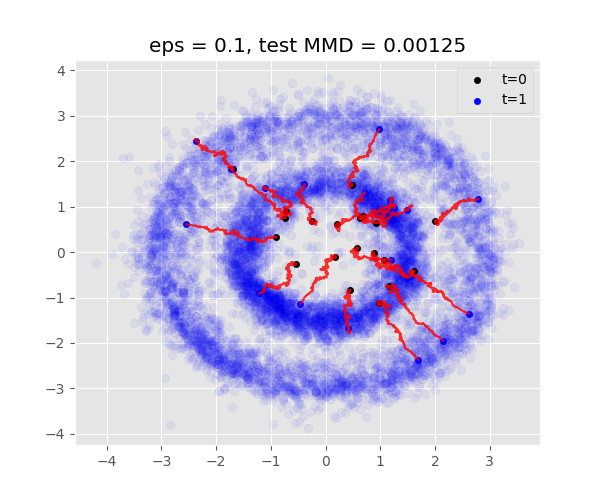 eps = 0.1, test MMD = 0.00125
t=0
t=1
4
3
2
1
0
−1
−2
−3
−4
−4 −3 −2 −1 0 1 2 3